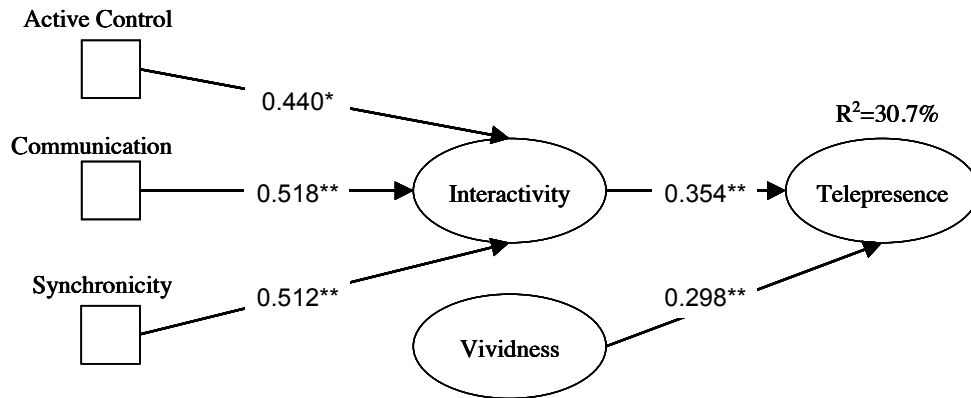 Active Control
0.440*
R²=30.7%
Communication
0.518**
Interactivity
0.354**
Telepresence
Synchronicity
0.512**
0.298**
Vividness